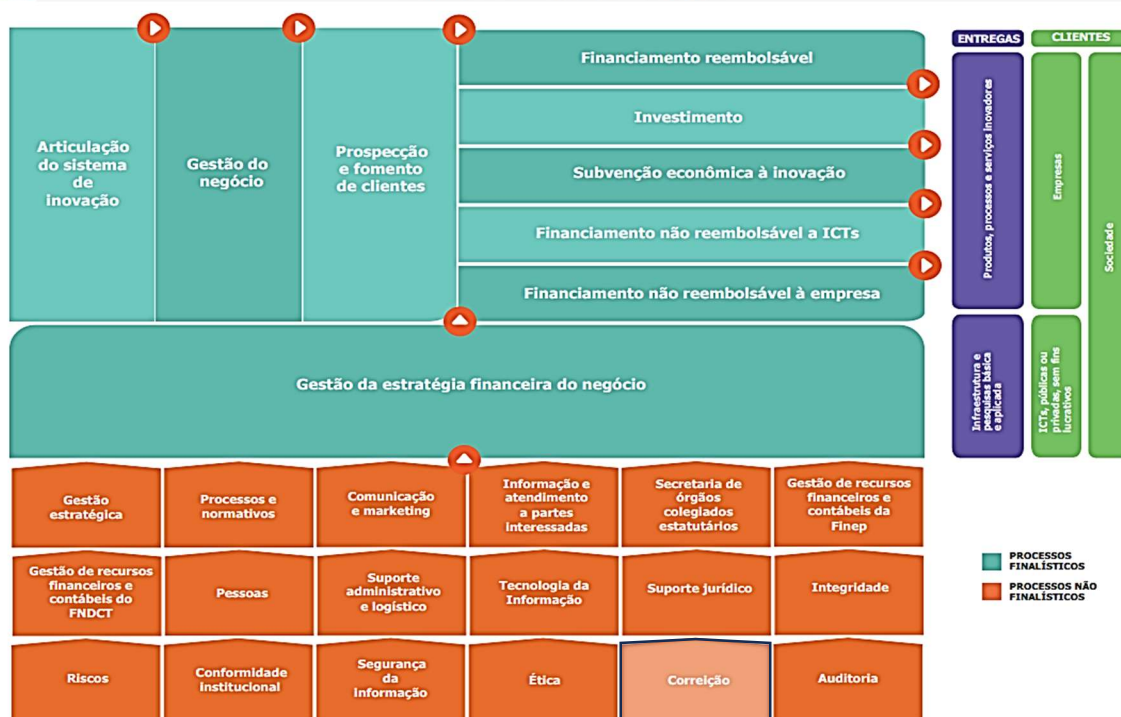 ENTREGAS
CLIENTES
Articulação
do sistema
de
inovação
Gestão do
negócio
Prospecção
e fomento
de clientes
Financiamento reembolsável
Investimento
Subvenção econômica à inovação
Financiamento não reembolsável a ICTs
Financiamento não reembolsável à empresa
Produtos, processos e serviços inovadores
Empresas
Sociedade
Gestão da estratégia financeira do negócio
Infraestrutura e
pesquisas básica
e aplicada
ICTs, públicas ou
privadas, sem fins
lucrativos
Gestão
estratégica
Processos e
normativos
Comunicação
e marketing
Informação e
atendimento
a partes
interessadas
Secretaria de
órgãos
colegiados
estatutários
Gestão de recursos
financeiros e
contábeis da
Finep
Gestão de recursos
financeiros e
contábeis do
FNDCT
Pessoas
Suporte
administrativo
e logístico
Tecnologia da
Informação
Suporte jurídico
Integridade
PROCESSOS
FINALÍSTICOS
PROCESSOS NÃO
FINALÍSTICOS
Riscos
Conformidade
institucional
Segurança
da
informação
Ética
Correição
Auditoria